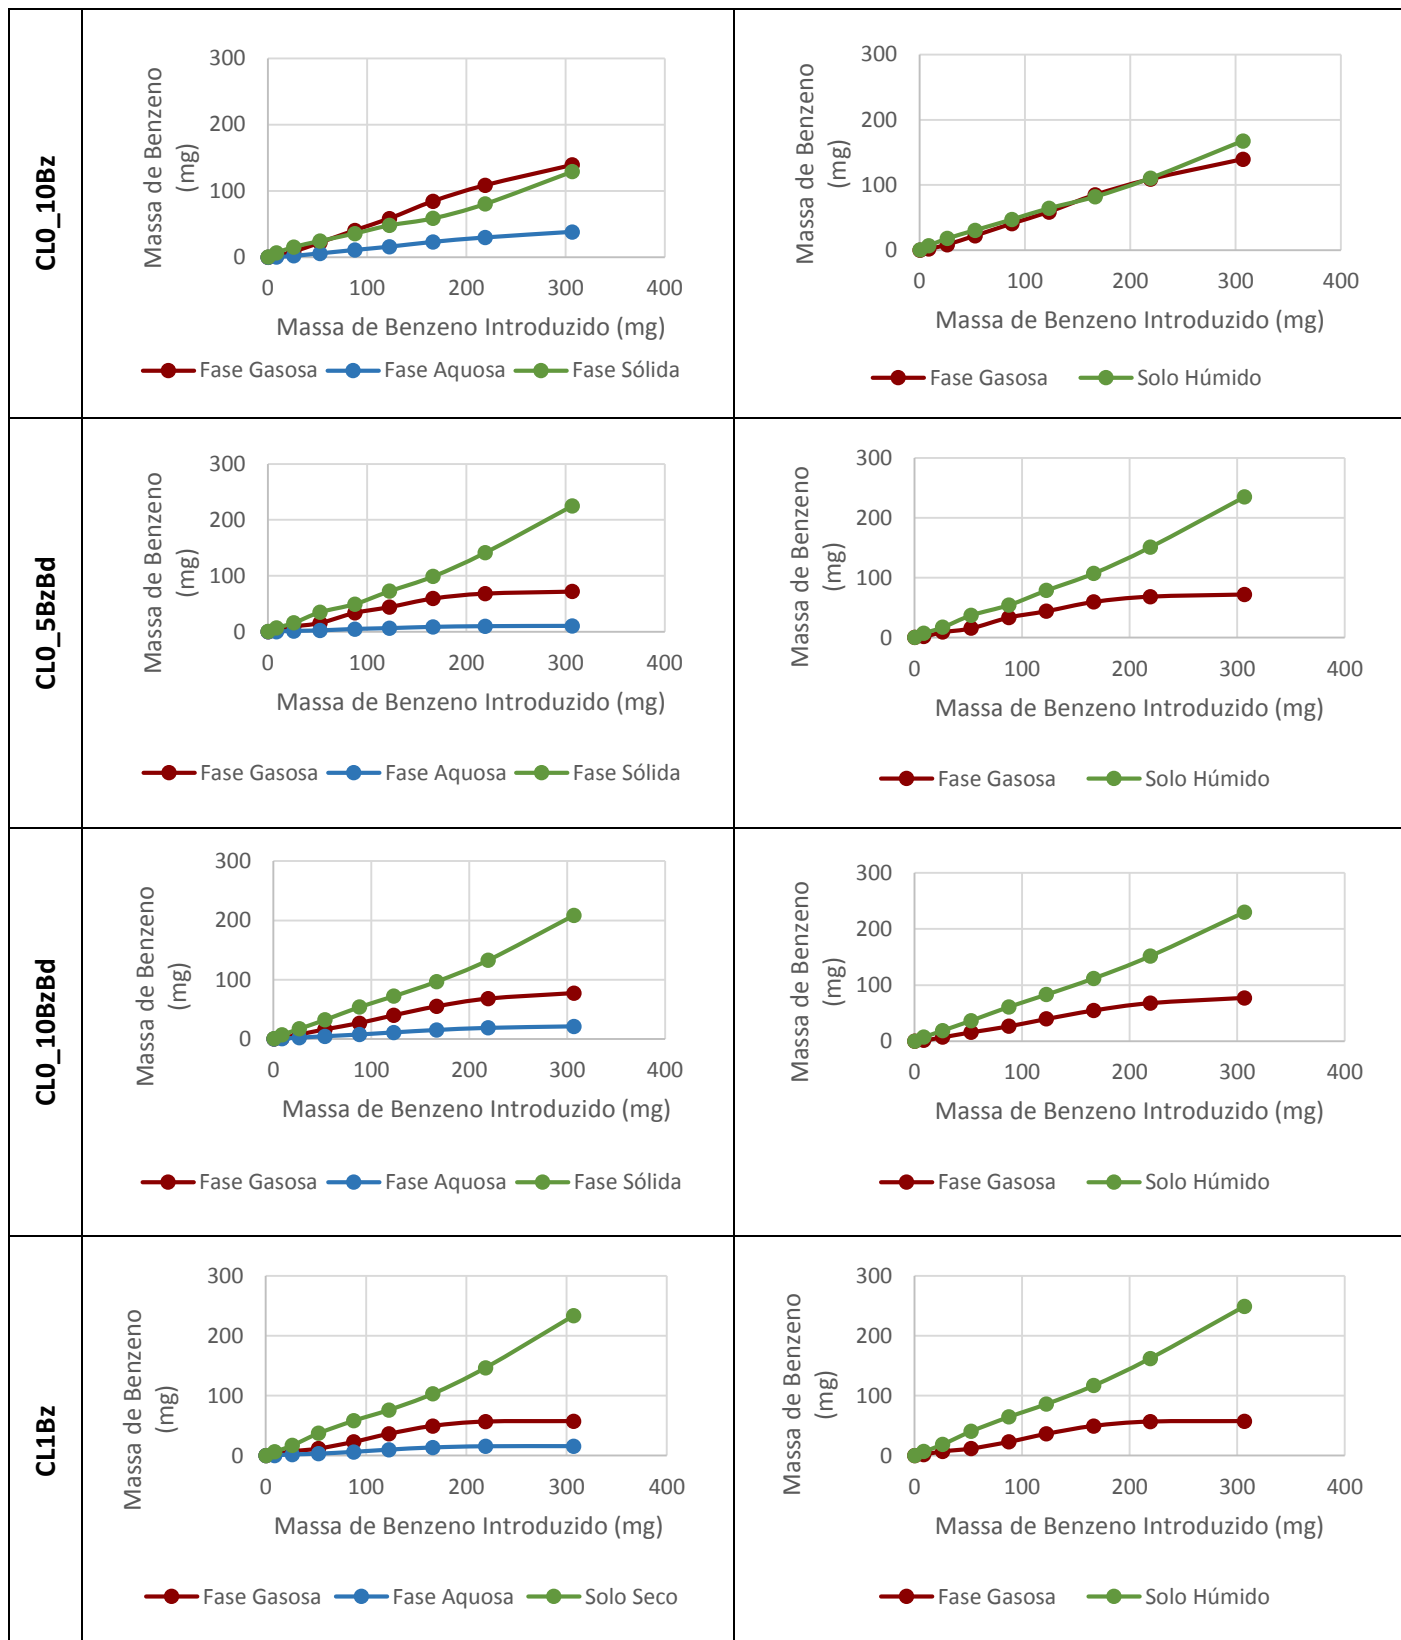 CL0_10Bz
Massa de Benzeno
(mg)
300
200
100
0
0 100 200 300 400
Massa de Benzeno Introduzido (mg)
Fase Gasosa Fase Aquosa Fase Sólida
Massa de Benzeno
(mg)
300
200
100
0
0 100 200 300 400
Massa de Benzeno Introduzido (mg)
Fase Gasosa Solo Húmido
CL0_5BzBd
Massa de Benzeno
(mg)
300
200
100
0
0 100 200 300 400
Massa de Benzeno Introduzido (mg)
Fase Gasosa Fase Aquosa Fase Sólida
Massa de Benzeno
(mg)
300
200
100
0
0 100 200 300 400
Massa de Benzeno Introduzido (mg)
Fase Gasosa Solo Húmido
CL0_10BzBd
Massa de Benzeno
(mg)
300
200
100
0
0 100 200 300 400
Massa de Benzeno Introduzido (mg)
Fase Gasosa Fase Aquosa Fase Sólida
Massa de Benzeno
(mg)
300
200
100
0
0 100 200 300 400
Massa de Benzeno Introduzido (mg)
Fase Gasosa Solo Húmido
CL1Bz
Massa de Benzeno
(mg)
300
200
100
0
0 100 200 300 400
Massa de Benzeno Introduzido (mg)
Fase Gasosa Fase Aquosa Solo Seco
Massa de Benzeno
(mg)
300
200
100
0
0 100 200 300 400
Massa de Benzeno Introduzido (mg)
Fase Gasosa Solo Húmido